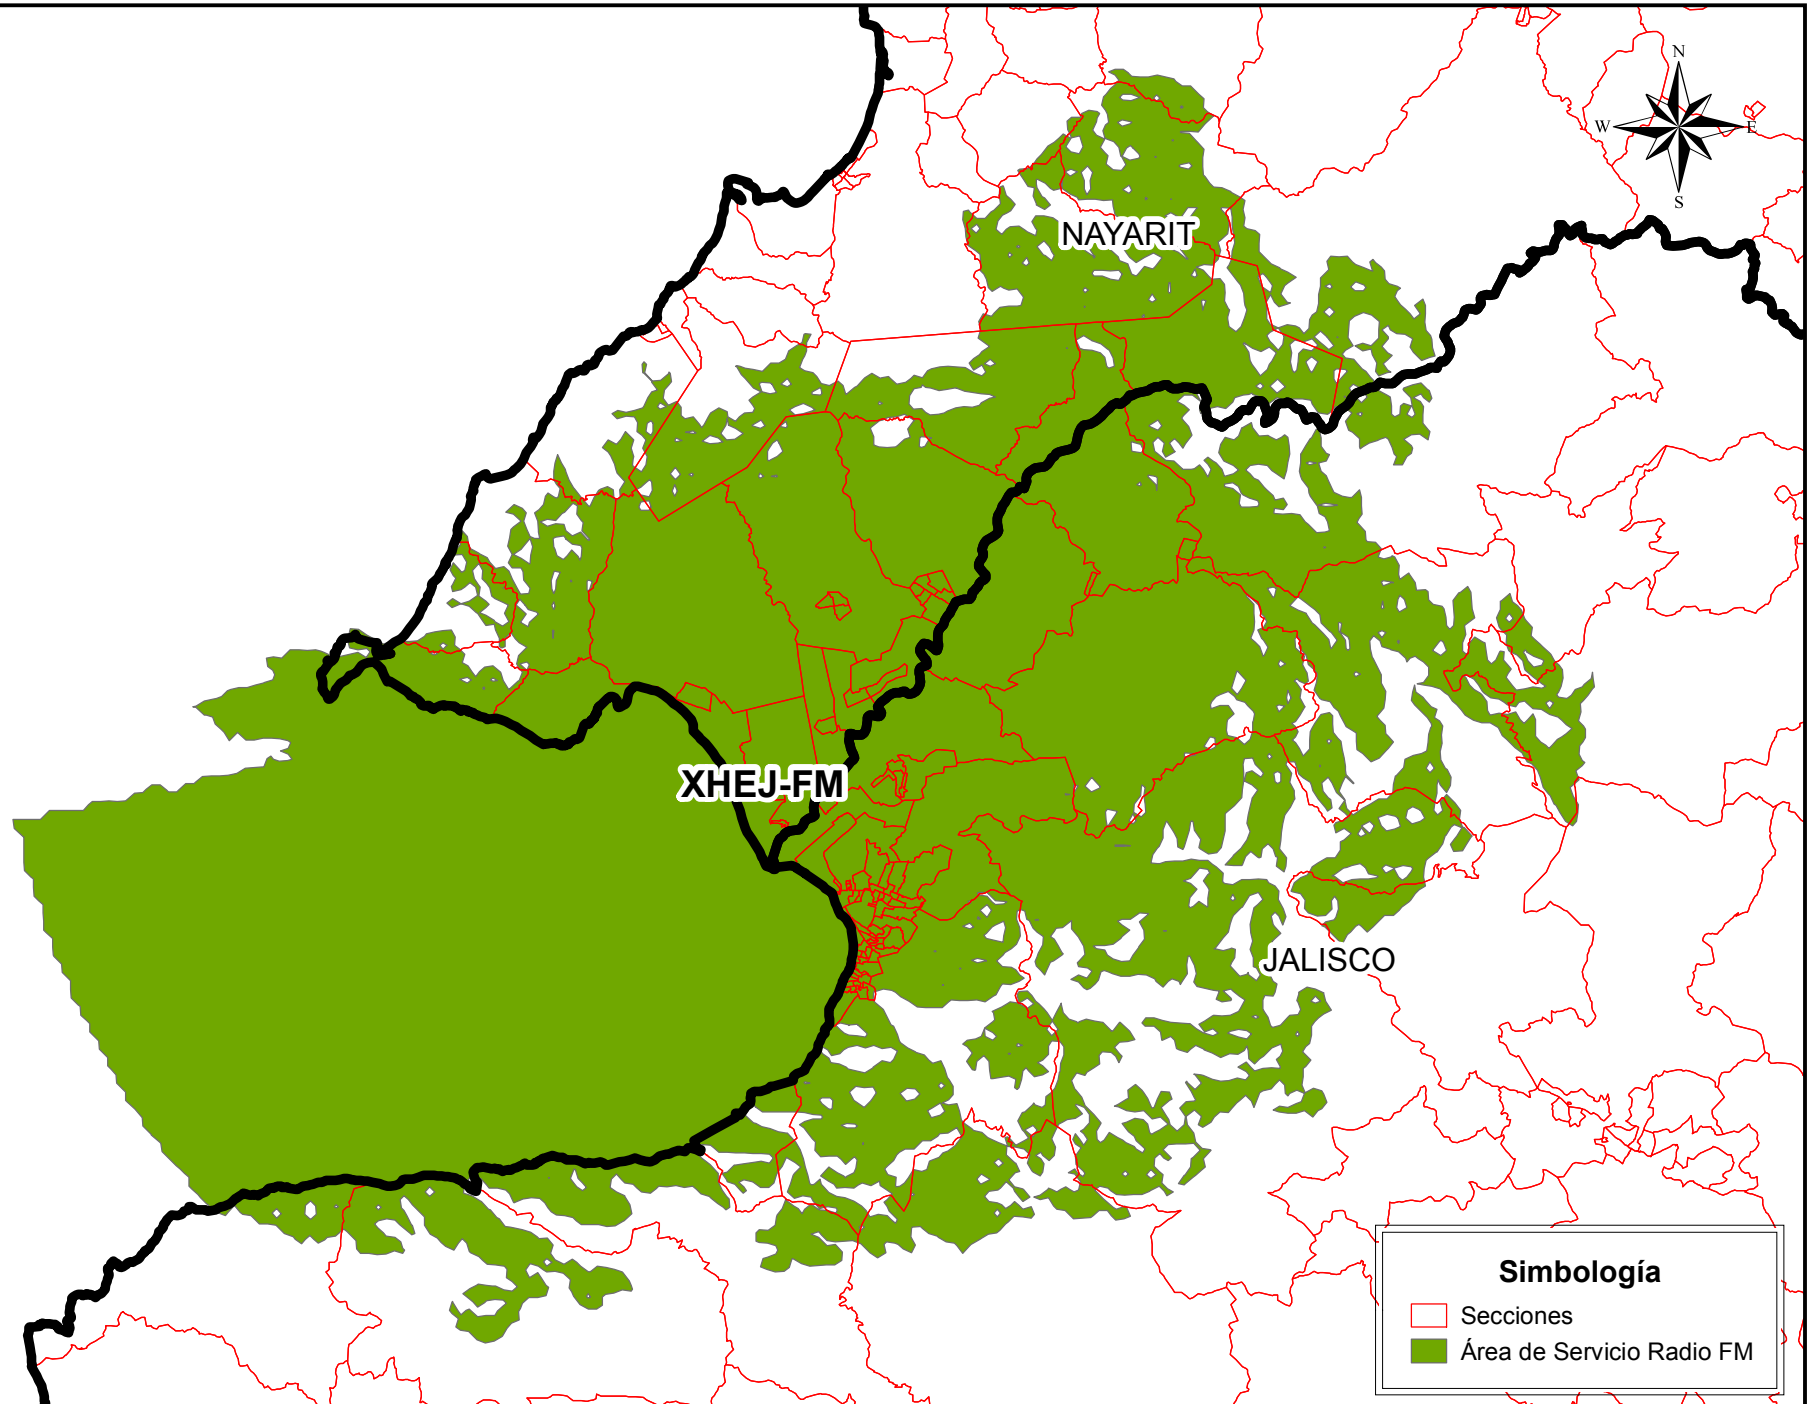 N
W E
S
NAYARIT
XHEJ-FM
JALISCO
Simbología
Secciones
Área de Servicio Radio FM